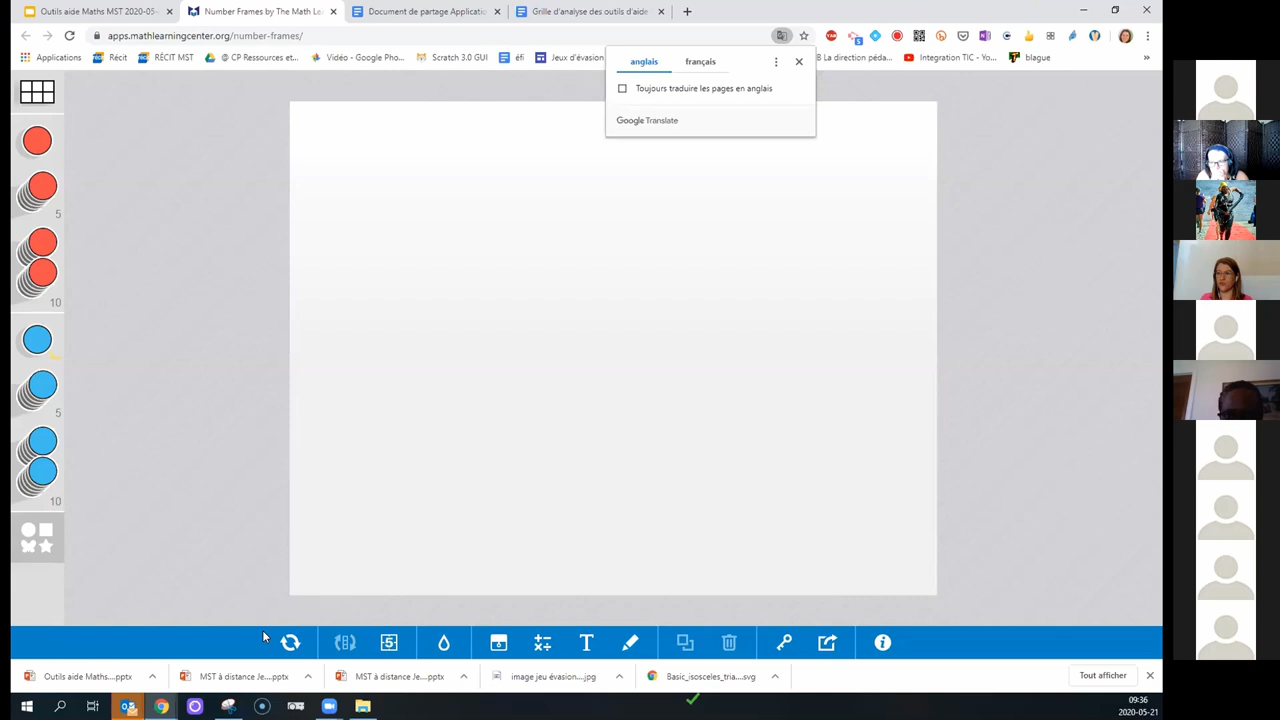 Outils aide Maths MST 2020-05-
Number Frames by The Math Le
Document de partage Applicatio
Grille d'analyse des outils d'aide
apps.mathlearningcenter.org/number-frames/
Applications
Récit
RÉCIT MST
@ CP Ressources et...
Vidéo - Google Pho...
Scratch 3.0 GUI
éfi
Jeux d'évasion
B La direction péda...
Integration TIC - Yo...
blague
anglais
français
Toujours traduire les pages en anglais
Google Translate
5
10
5
10
5
T
Outils aide Maths....pptx
MST à distance Je....pptx
MST à distance Je....pptx
image jeu évasion....jpg
Basic_isosceles_tria....svg
Tout afficher
09:36
2020-05-21